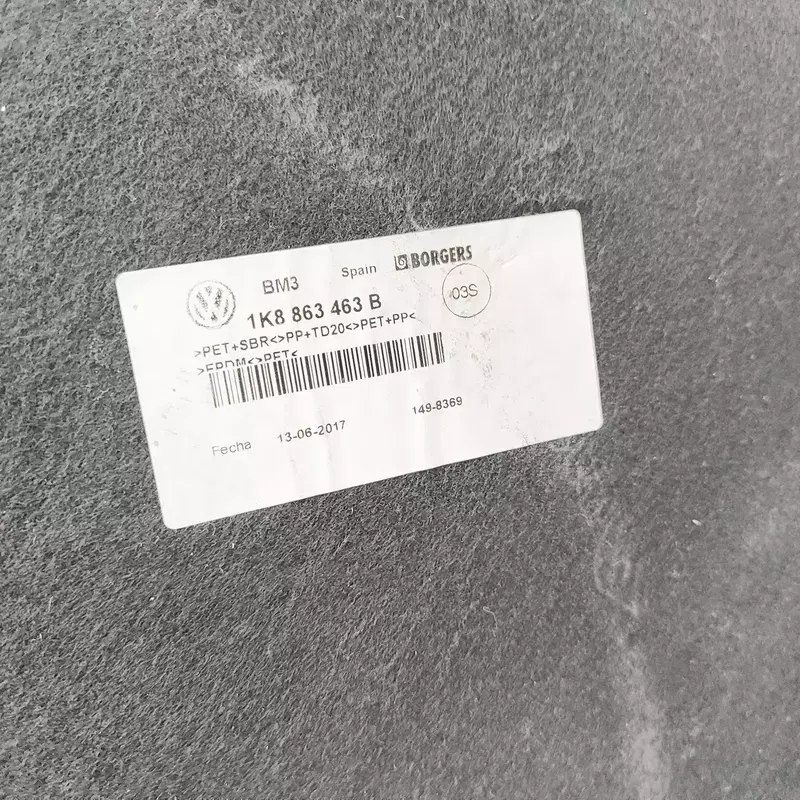 BM3 Spain BORGERS
1K8 863 463 B 03S
>PET+SBR<>PP+TD20<>PET+PP<
>EPDM<>PET<
Fecha 13-06-2017 149-8369